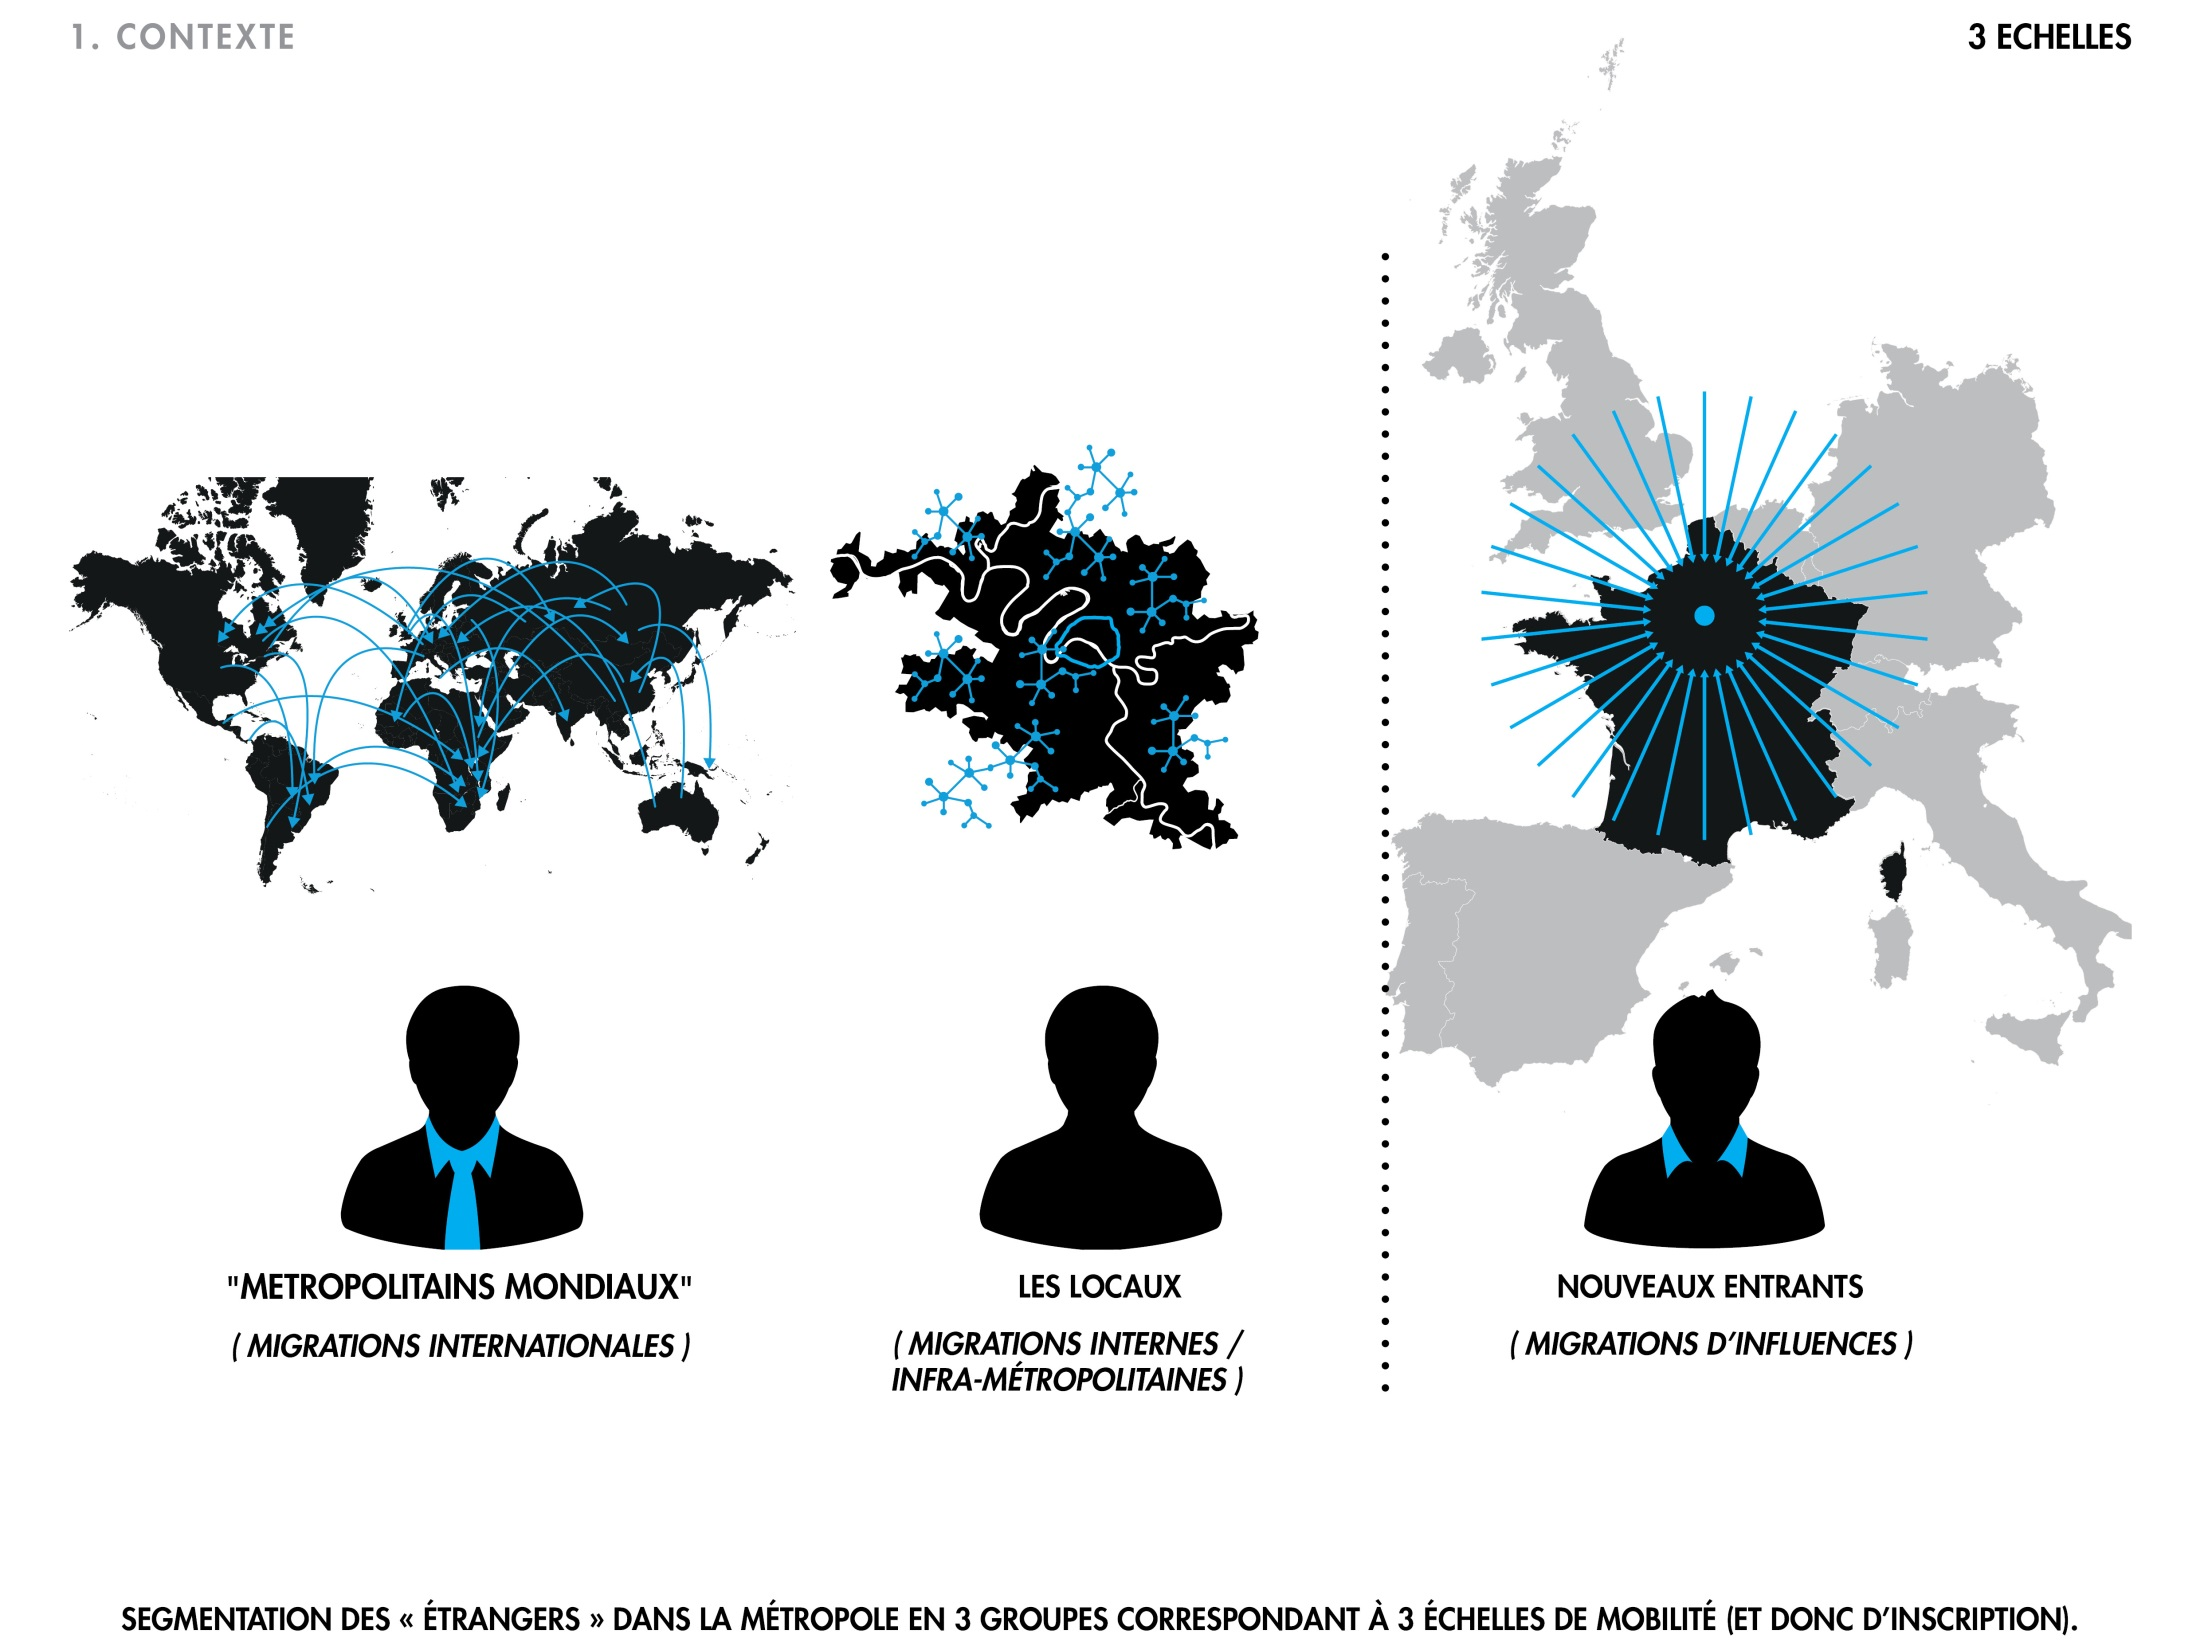 1. CONTEXTE
3 ECHELLES
"METROPOLITAINS MONDIAUX"
( MIGRATIONS INTERNATIONALES )
LES LOCAUX
( MIGRATIONS INTERNES /
INFRA-MÉTROPOLITAINES )
NOUVEAUX ENTRANTS
( MIGRATIONS D’INFLUENCES )
SEGMENTATION DES « ÉTRANGERS » DANS LA MÉTROPOLE EN 3 GROUPES CORRESPONDANT À 3 ÉCHELLES DE MOBILITÉ (ET DONC D’INSCRIPTION).